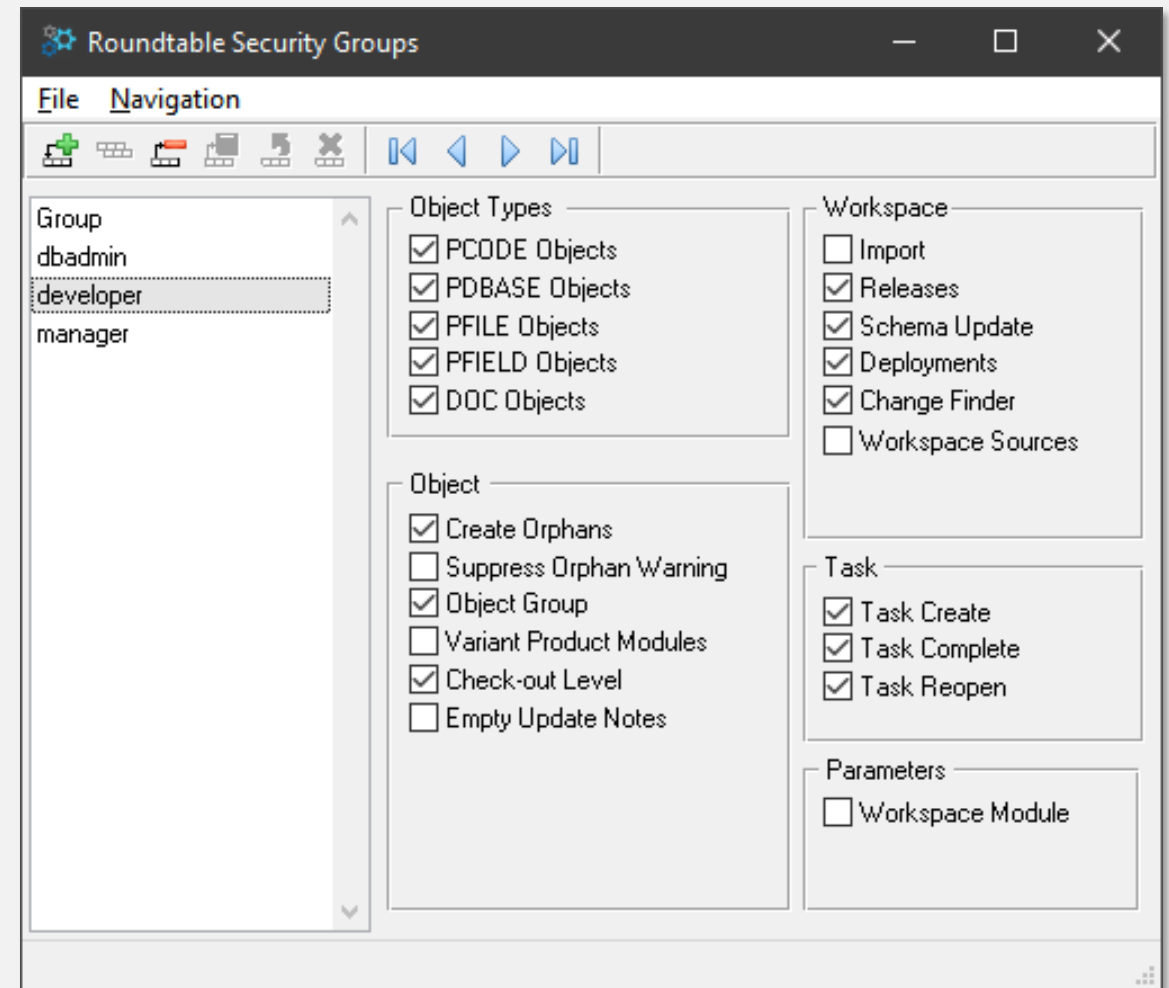 Roundtable Security Groups
File Navigation
Group
dbadmin
developer
manager
Object Types
PCODE Objects
PDBASE Objects
PFILE Objects
PFIELD Objects
DOC Objects
Object
Create Orphans
Suppress Orphan Warning
Object Group
Variant Product Modules
Check-out Level
Empty Update Notes
Workspace
Import
Releases
Schema Update
Deployments
Change Finder
Workspace Sources
Task
Task Create
Task Complete
Task Reopen
Parameters
Workspace Module